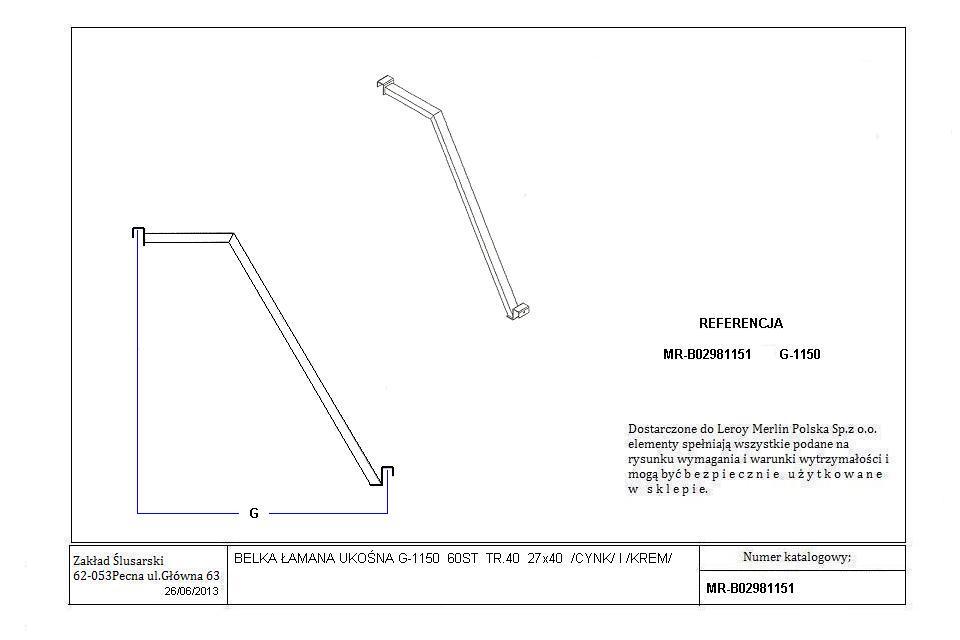 REFERENCJA
MR-B02981151 G-1150
Dostarczone do Leroy Merlin Polska Sp.z o.o.
elementy spełniają wszystkie podane na
rysunku wymagania i warunki wytrzymałości i
mogą być b e z p i e c z n i e u ż y t k o w a n e
w s k l e p i e.
G
Zakład Ślusarski
62-053Pecna ul.Główna 63
26/06/2013
BELKA ŁAMANA UKOŚNA G-1150 60ST TR.40 27x40 /CYNK/ I /KREM/
Numer katalogowy;
MR-B02981151